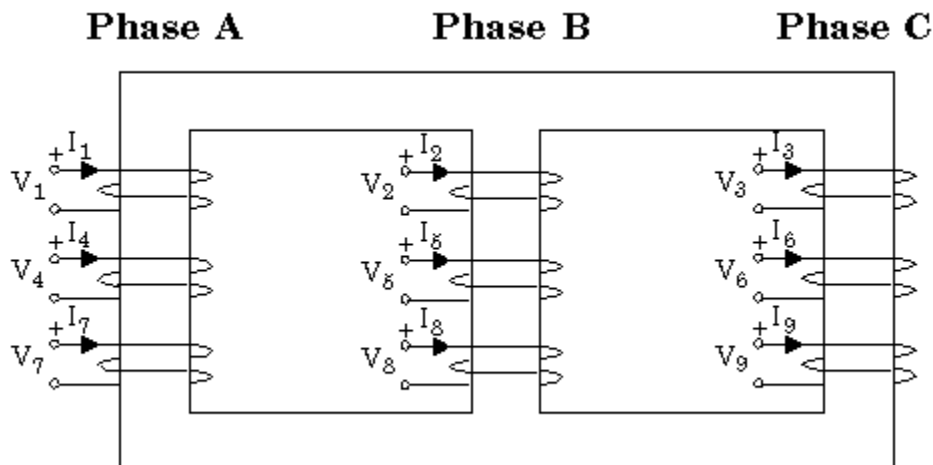 Phase A Phase B Phase C
+ I1 + I2 + I3
V1 V2 V3
+ I4 + I5 + I6
V4 V5 V6
+ I7 + I8 + I9
V7 V8 V9